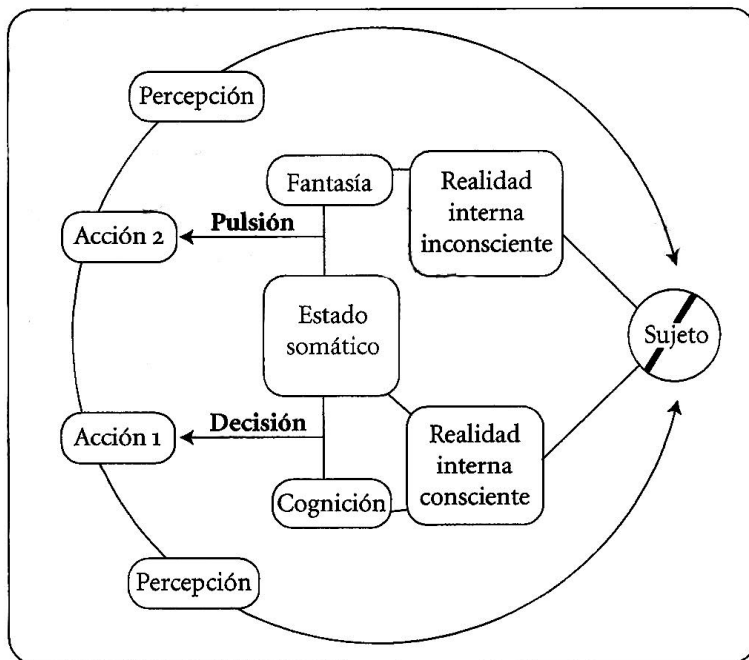 Percepción
Fantasía
Realidad
interna
inconsciente
Acción 2
Pulsión
Estado
somático
Sujeto
Acción 1
Decisión
Realidad
interna
consciente
Cognición
Percepción